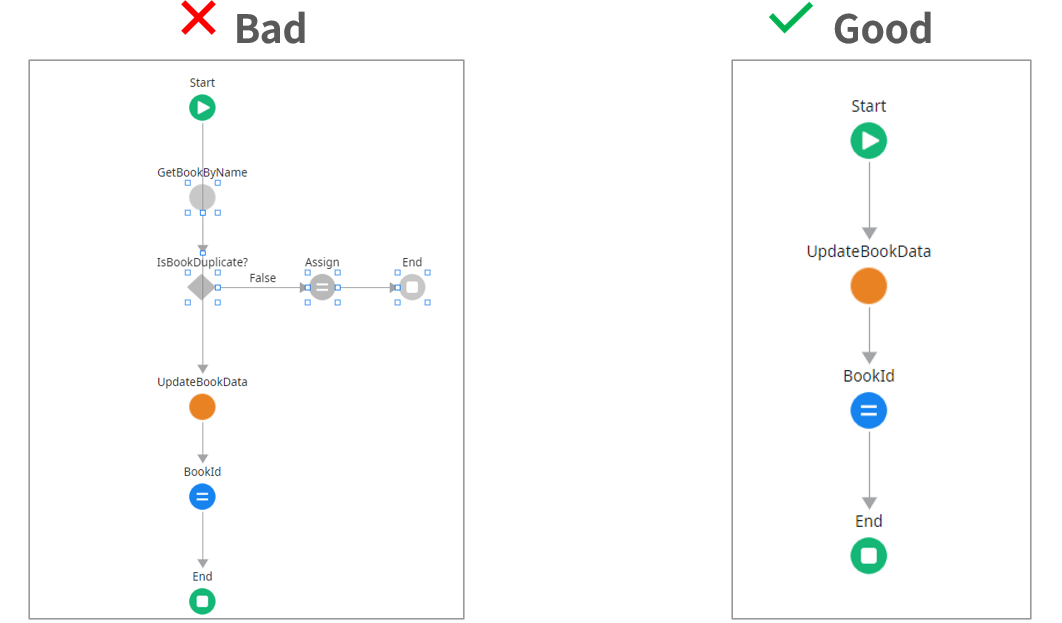 Bad
Start
GetBookByName
IsBookDuplicate?
False
Assign
End
UpdateBookData
BookId
End
Good
Start
UpdateBookData
BookId
End